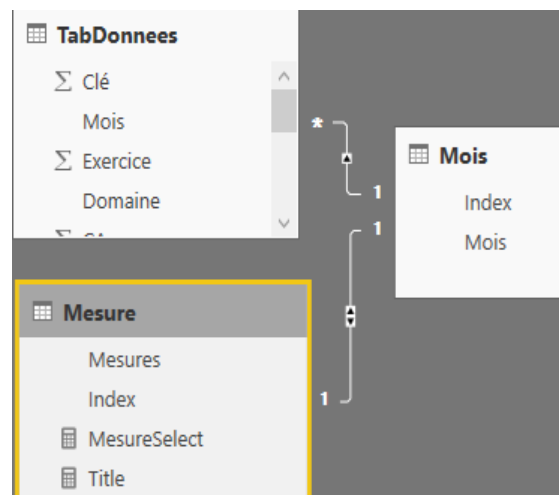 TabDonnees
Σ Clé
Mois
Σ Exercice
Domaine
*
1
Mois
Index
Mois
1
1
Mesure
Mesures
Index
MesureSelect
Title